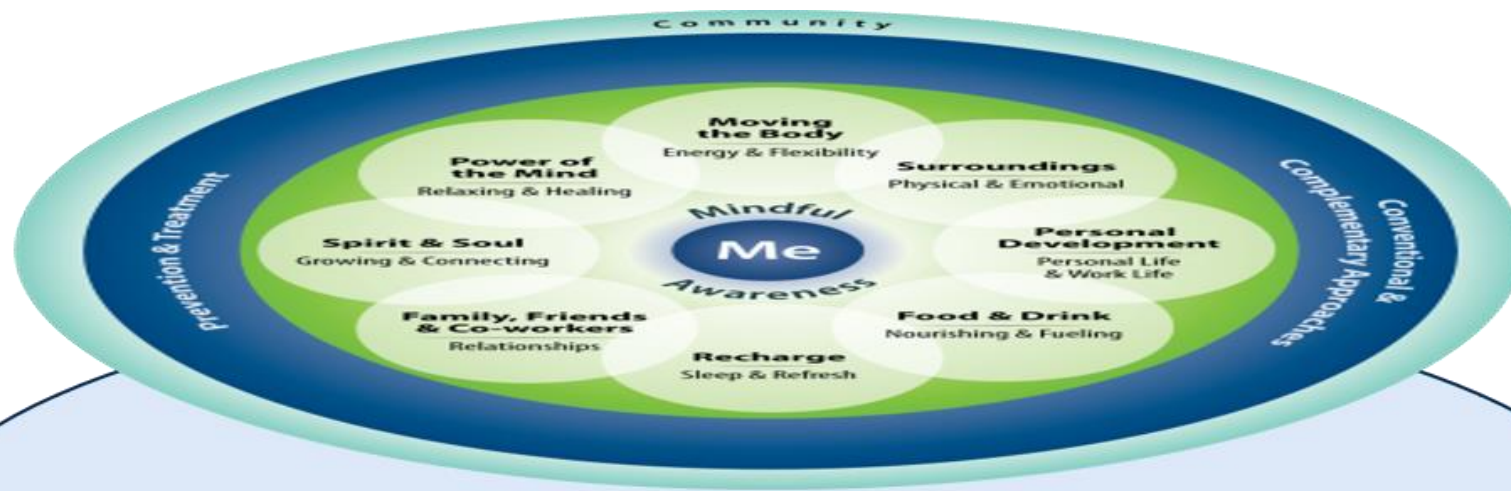 Community
Moving
the Body
Energy & Flexibility
Surroundings
Physical & Emotional
Personal
Development
Personal Life
& Work Life
Food & Drink
Nourishing & Fueling
Recharge
Sleep & Refresh
Family, Friends
& Co-workers
Relationships
Spirit & Soul
Growing & Connecting
Power of
the Mind
Relaxing & Healing
Mindful
Me
Awareness
Prevention & Treatment
Conventional &
Complementary Approaches